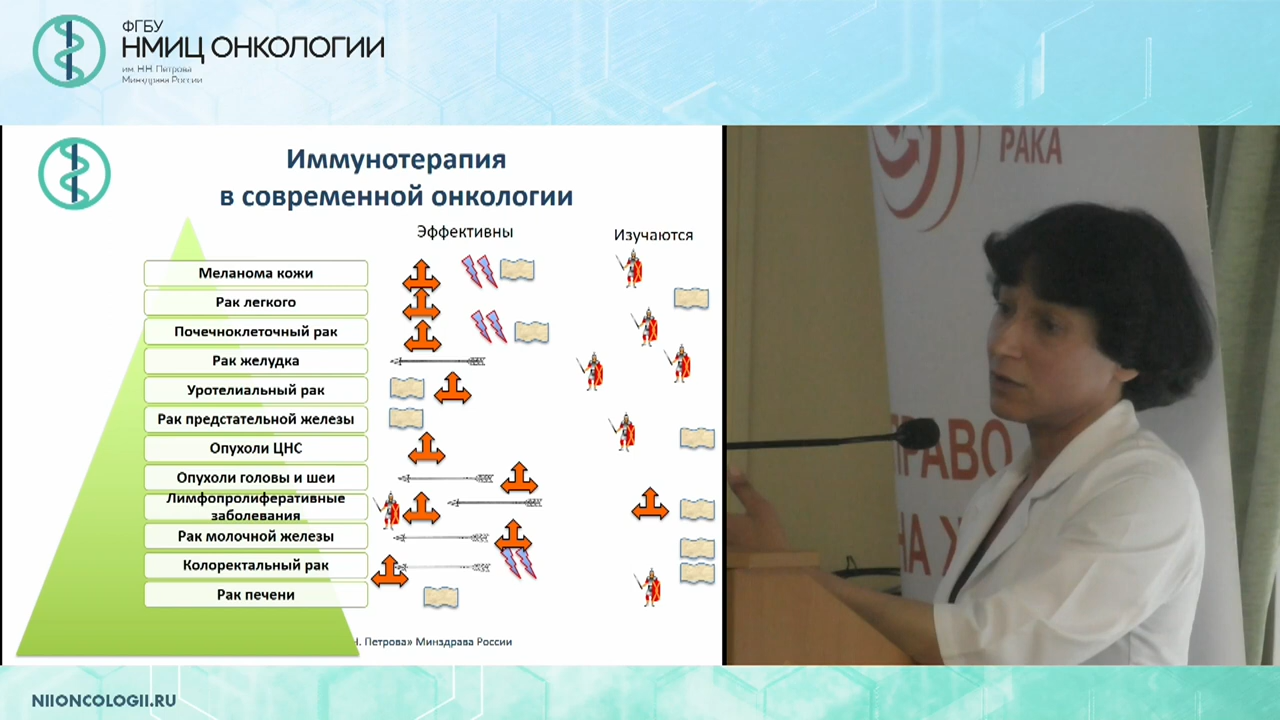 ФГБУ
НМИЦ ОНКОЛОГИИ
им. Н.Н. Петрова
Минздрава России
Иммунотерапия
в современной онкологии
Эффективны
Изучаются
Меланома кожи
Рак легкого
Почечноклеточный рак
Рак желудка
Уротелиальный рак
Рак предстательной железы
Опухоли ЦНС
Опухоли головы и шеи
Лимфопролиферативные
заболевания
Рак молочной железы
Колоректальный рак
Рак печени
Н. Петрова» Минздрава России
РАКА
ПРАВО
НА
NIIONCOLOGII.RU